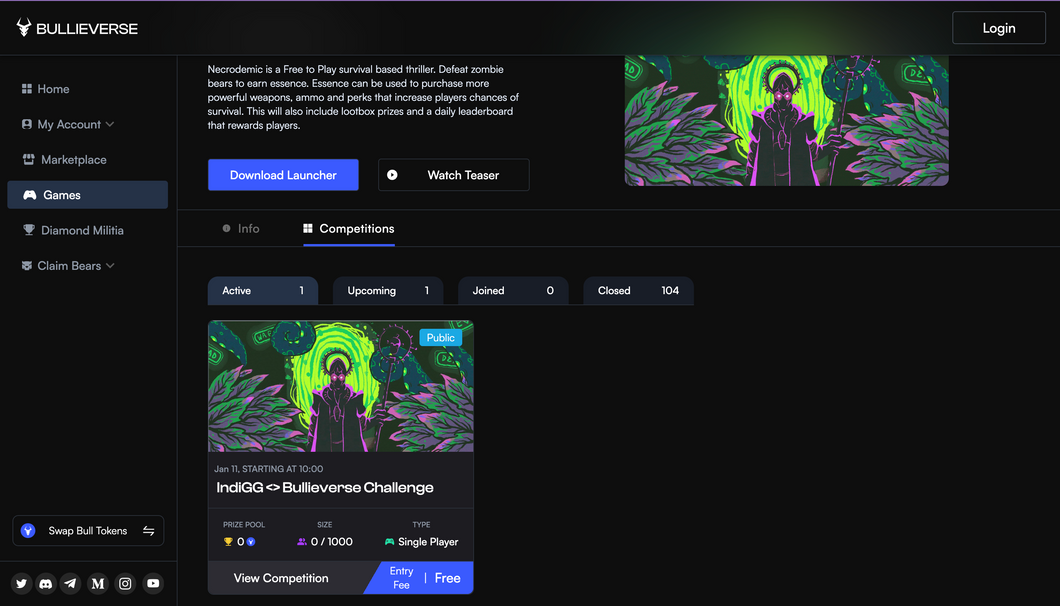 BULLIEVERSE
Login
Home
My Account
Marketplace
Games
Diamond Militia
Claim Bears
Swap Bull Tokens
Necrodemic is a Free to Play survival based thriller. Defeat zombie
bears to earn essence. Essence can be used to purchase more
powerful weapons, ammo and perks that increase players chances of
survival. This will also include lootbox prizes and a daily leaderboard
that rewards players.
Download Launcher
Watch Teaser
Info
Competitions
Active 1
Upcoming 1
Joined 0
Closed 104
Public
Jan 11, STARTING AT 10:00
IndiGG <> Bullieverse Challenge
PRIZE POOL SIZE TYPE
0 0 / 1000 Single Player
View Competition
Entry
Fee | Free